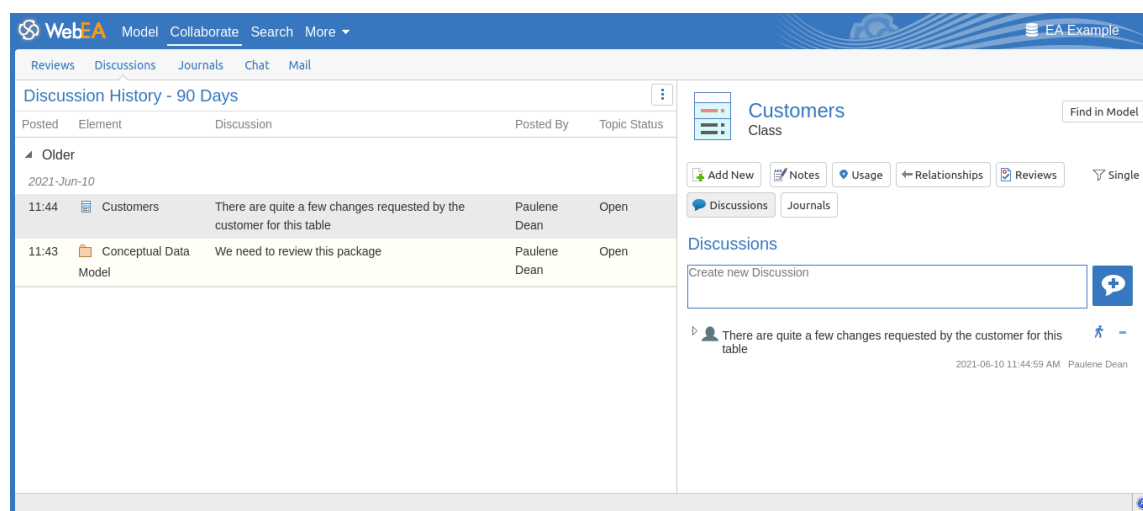 WebEA Model Collaborate Search More EA Example
Reviews Discussions Journals Chat Mail
Discussion History - 90 Days
Posted Element Discussion Posted By Topic Status
Older
2021-Jun-10
11:44 Customers There are quite a few changes requested by the Paulene Open
customer for this table Dean
11:43 Conceptual Data We need to review this package Paulene Open
Model Dean
Customers
Class
Find in Model
Add New Notes Usage Relationships Reviews Single
Discussions Journals
Discussions
Create new Discussion
There are quite a few changes requested by the customer for this
table
2021-06-10 11:44:59 AM Paulene Dean